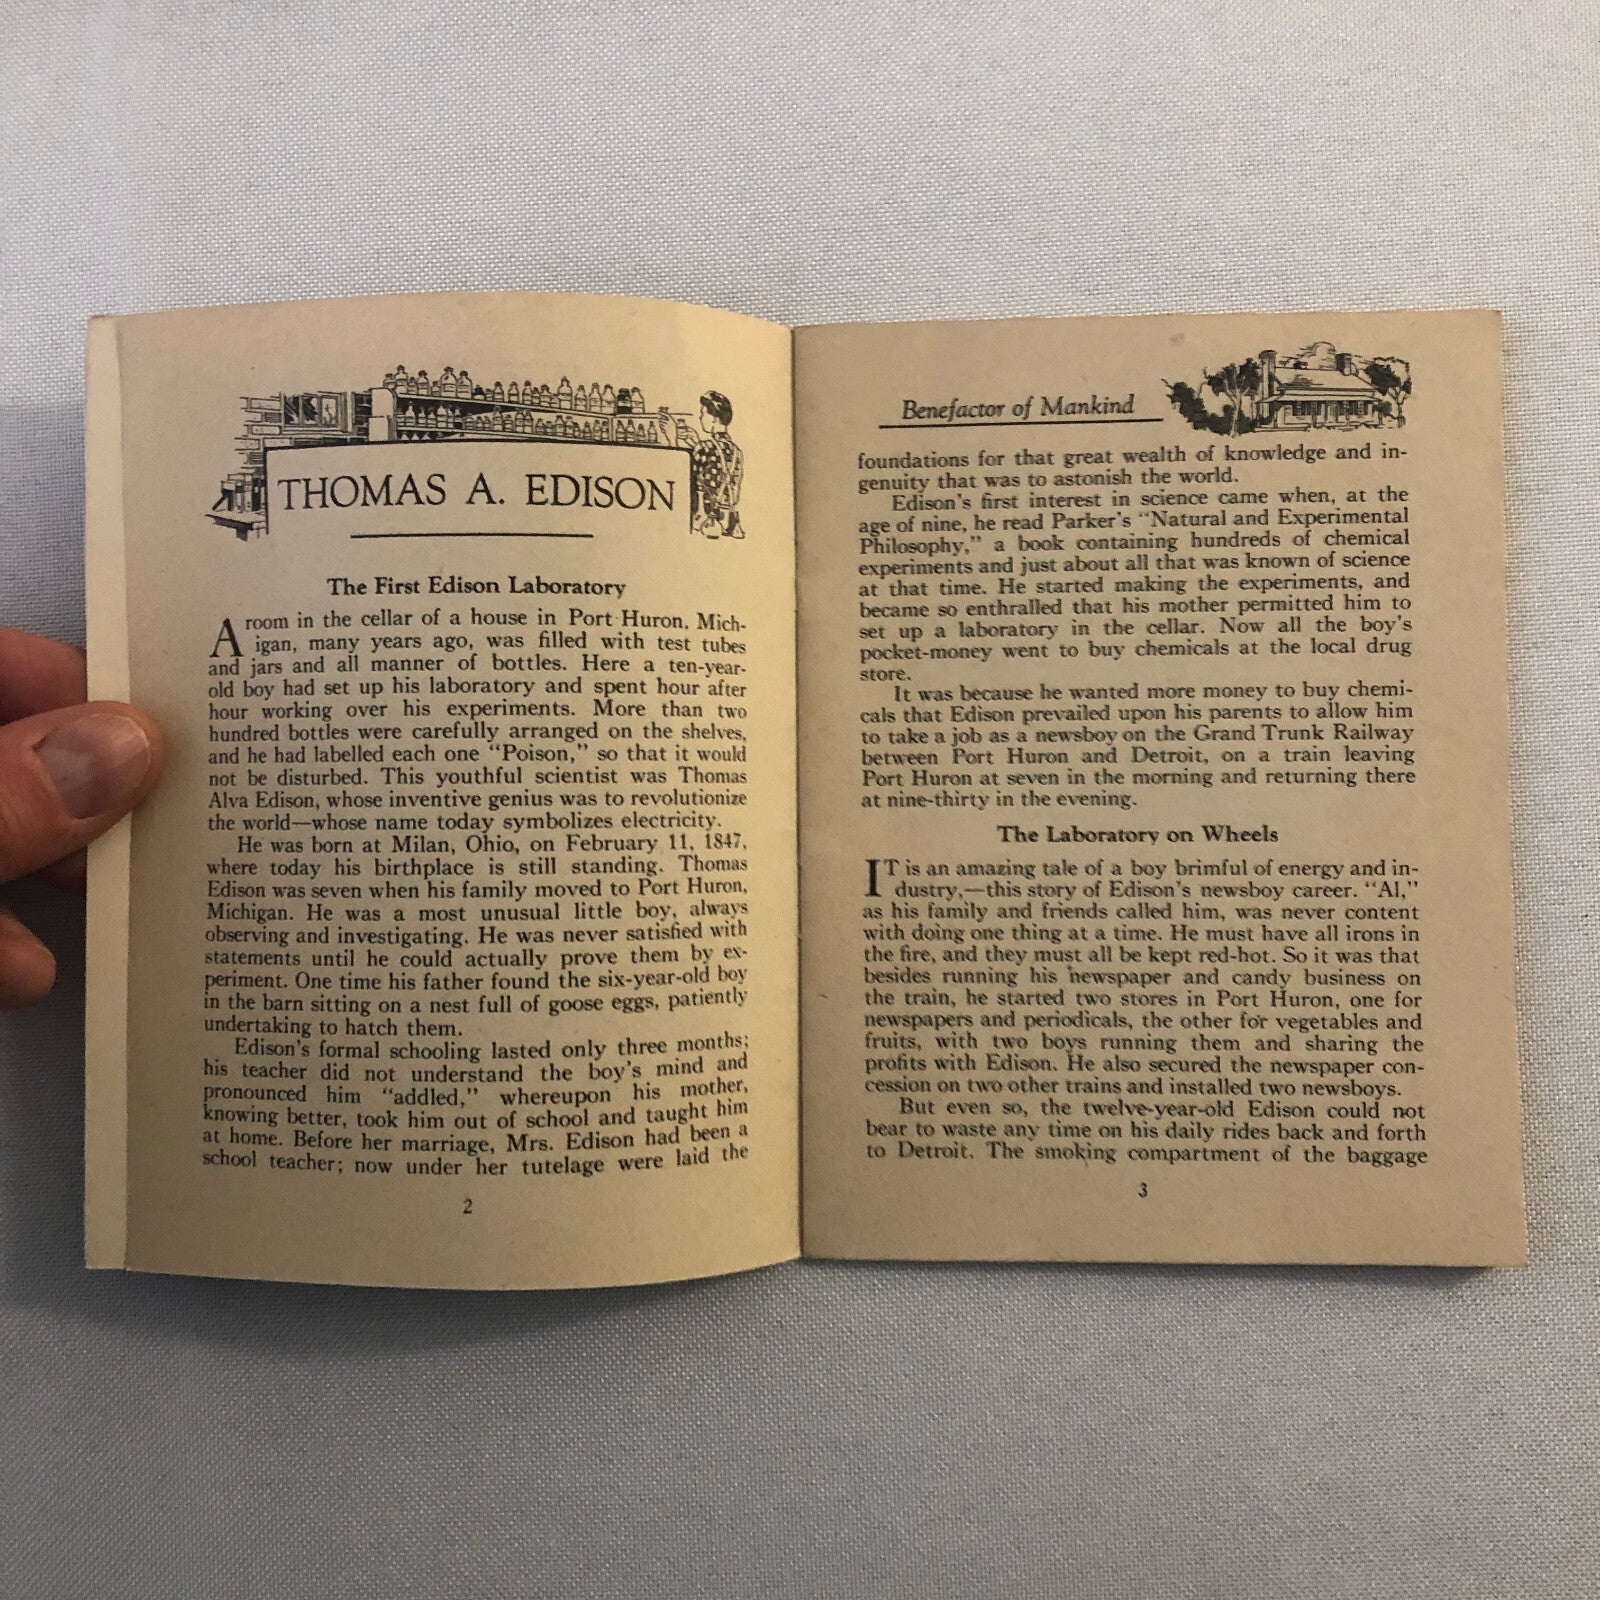 THOMAS A. EDISON
The First Edison Laboratory
A room in the cellar of a house in Port Huron, Mich-
igan, many years ago, was filled with test tubes
and jars and all manner of bottles. Here a ten-year-
old boy had set up his laboratory and spent hour after
hour working over his experiments. More than two
hundred bottles were carefully arranged on the shelves,
and he had labelled each one "Poison," so that it would
not be disturbed. This youthful scientist was Thomas
Alva Edison, whose inventive genius was to revolutionize
the world—whose name today symbolizes electricity.
He was born at Milan, Ohio, on February 11, 1847,
where today his birthplace is still standing. Thomas
Edison was seven when his family moved to Port Huron,
Michigan. He was a most unusual little boy, always
observing and investigating. He was never satisfied with
statements until he could actually prove them by ex-
periment. One time his father found the six-year-old boy
in the barn sitting on a nest full of goose eggs, patiently
undertaking to hatch them.
Edison's formal schooling lasted only three months;
his teacher did not understand the boy's mind and
pronounced him "addled," whereupon his mother,
knowing better, took him out of school and taught him
at home. Before her marriage, Mrs. Edison had been a
school teacher; now under her tutelage were laid the
2
Benefactor of Mankind
foundations for that great wealth of knowledge and in-
genuity that was to astonish the world.
Edison's first interest in science came when, at the
age of nine, he read Parker's "Natural and Experimental
Philosophy," a book containing hundreds of chemical
experiments and just about all that was known of science
at that time. He started making the experiments, and
became so enthralled that his mother permitted him to
set up a laboratory in the cellar. Now all the boy's
pocket-money went to buy chemicals at the local drug
store.
It was because he wanted more money to buy chemi-
cals that Edison prevailed upon his parents to allow him
to take a job as a newsboy on the Grand Trunk Railway
between Port Huron and Detroit, on a train leaving
Port Huron at seven in the morning and returning there
at nine-thirty in the evening.
The Laboratory on Wheels
IT is an amazing tale of a boy brimful of energy and in-
dustry,—this story of Edison's newsboy career. "Al,"
as his family and friends called him, was never content
with doing one thing at a time. He must have all irons in
the fire, and they must all be kept red-hot. So it was that
besides running his newspaper and candy business on
the train, he started two stores in Port Huron, one for
newspapers and periodicals, the other for vegetables and
fruits, with two boys running them and sharing the
profits with Edison. He also secured the newspaper con-
cession on two other trains and installed two newsboys.
But even so, the twelve-year-old Edison could not
bear to waste any time on his daily rides back and forth
to Detroit. The smoking compartment of the baggage
3